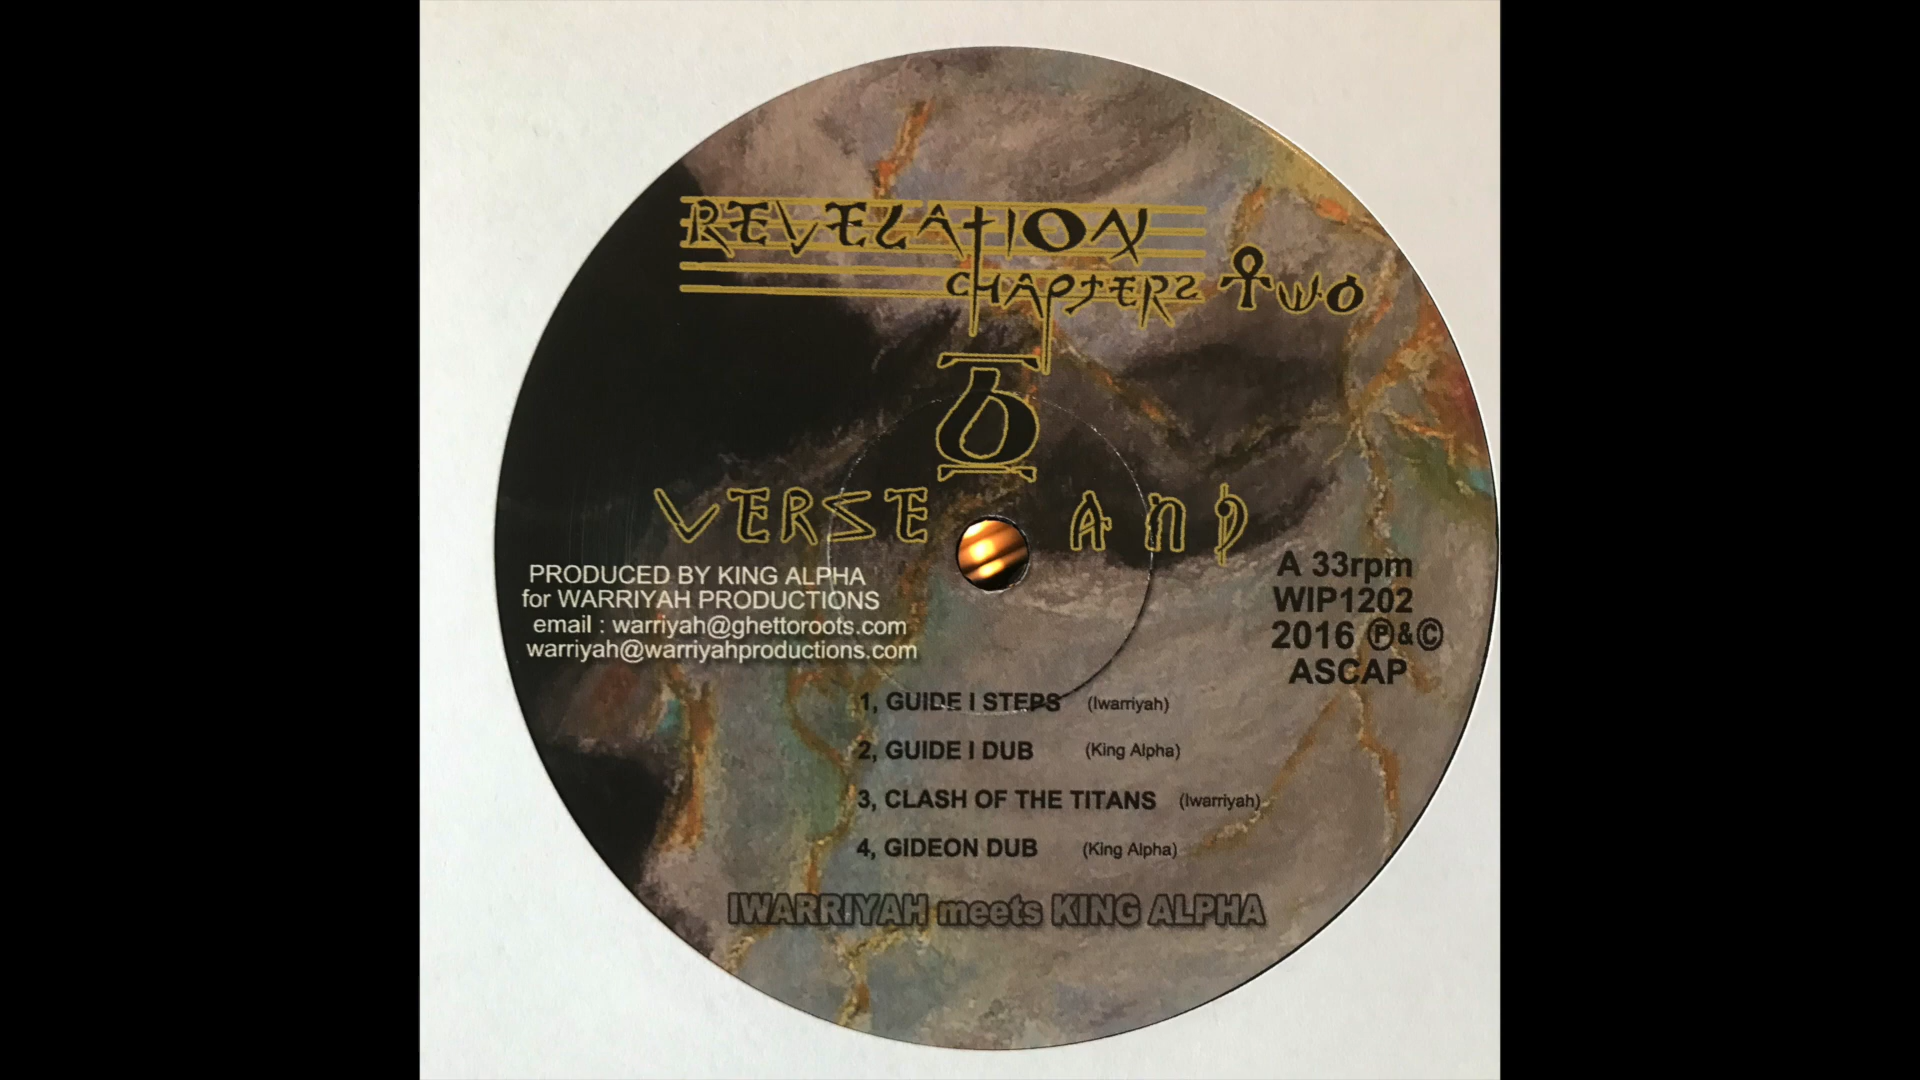 REVELATION
CHAPTERS TWO
6
VERSE AND
PRODUCED BY KING ALPHA
for WARRIYAH PRODUCTIONS
email : warriyah@ghettoroots.com
warriyah@warriyahproductions.com
A 33rpm
WIP1202
2016 Ⓟ&Ⓒ
ASCAP
1, GUIDE I STEPS (Iwarriyah)
2, GUIDE I DUB (King Alpha)
3, CLASH OF THE TITANS (Iwarriyah)
4, GIDEON DUB (King Alpha)
IWARRIYAH meets KING ALPHA